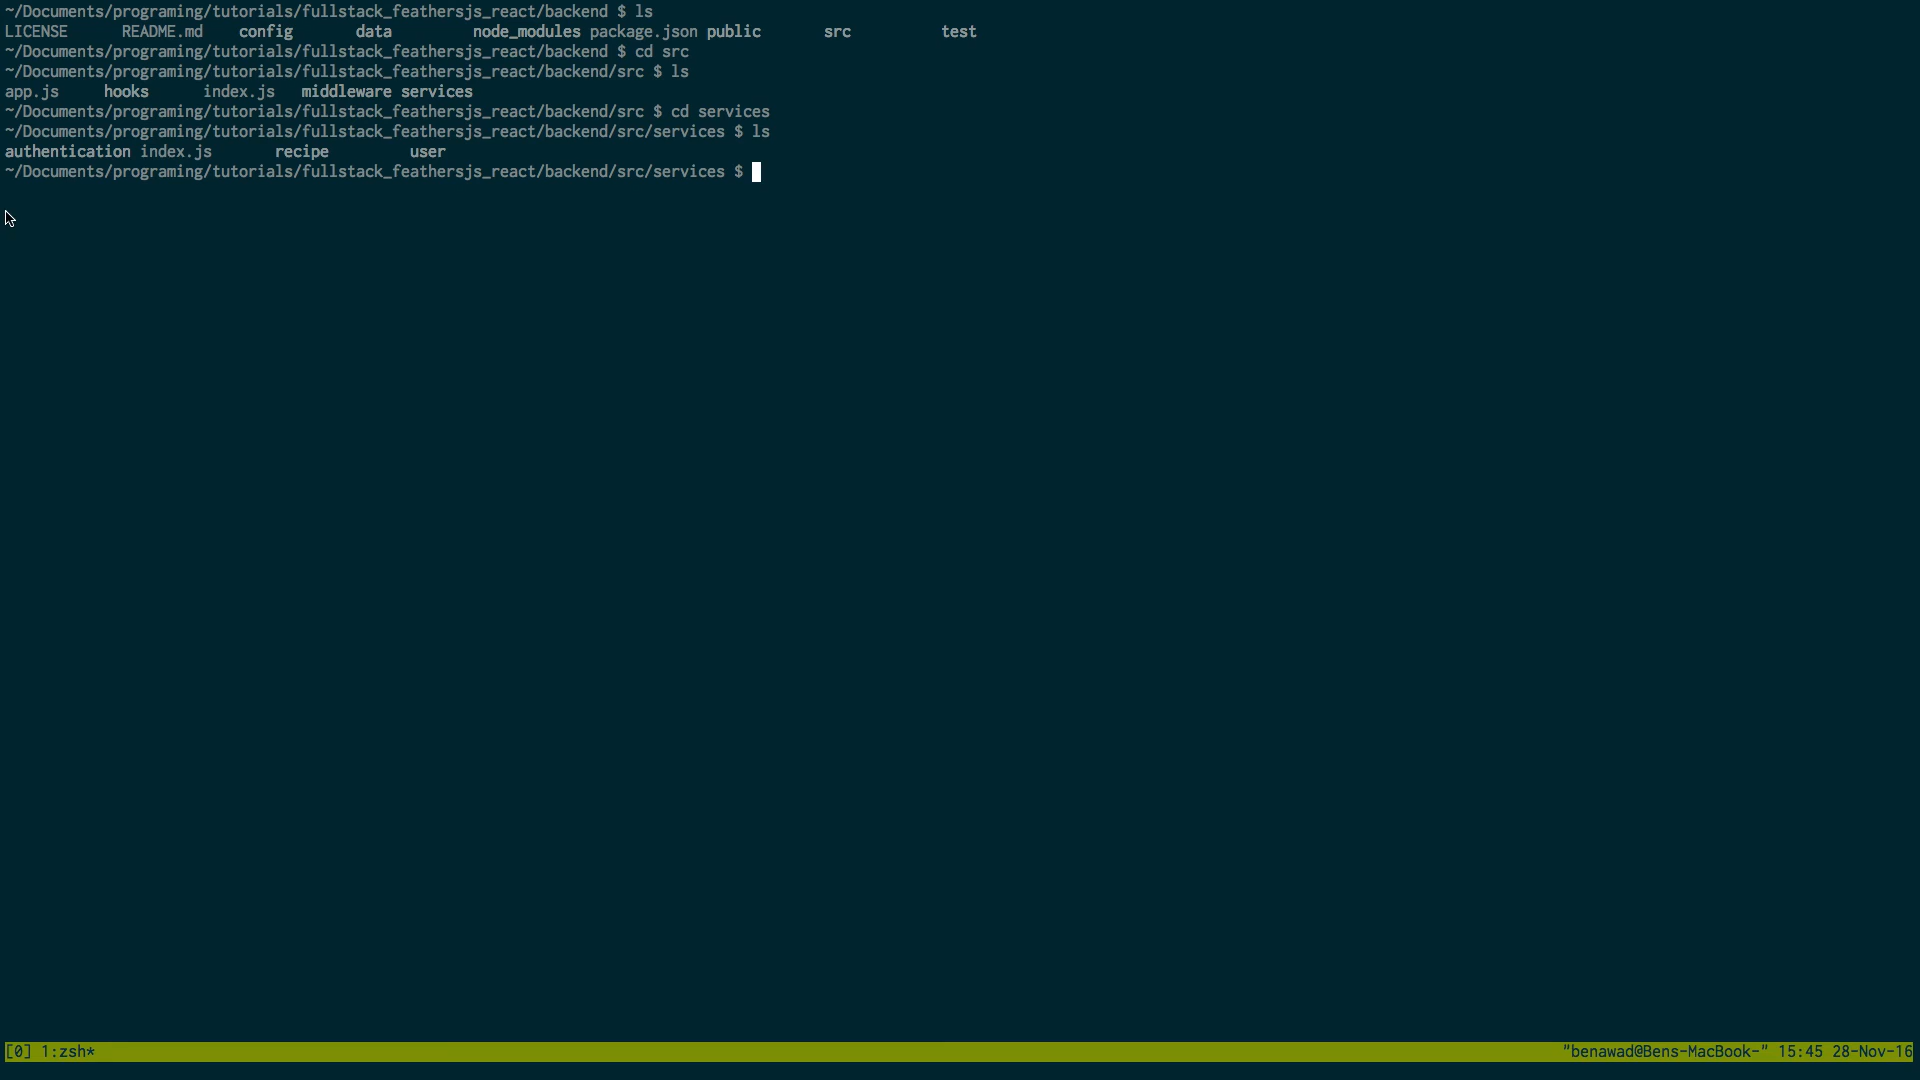 ~/Documents/programing/tutorials/fullstack_feathersjs_react/backend $ ls
LICENSE README.md config data node_modules package.json public src test
~/Documents/programing/tutorials/fullstack_feathersjs_react/backend $ cd src
~/Documents/programing/tutorials/fullstack_feathersjs_react/backend/src $ ls
app.js hooks index.js middleware services
~/Documents/programing/tutorials/fullstack_feathersjs_react/backend/src $ cd services
~/Documents/programing/tutorials/fullstack_feathersjs_react/backend/src/services $ ls
authentication index.js recipe user
~/Documents/programing/tutorials/fullstack_feathersjs_react/backend/src/services $
[0] 1:zsh* "benawad@Bens-MacBook-" 15:45 28-Nov-16